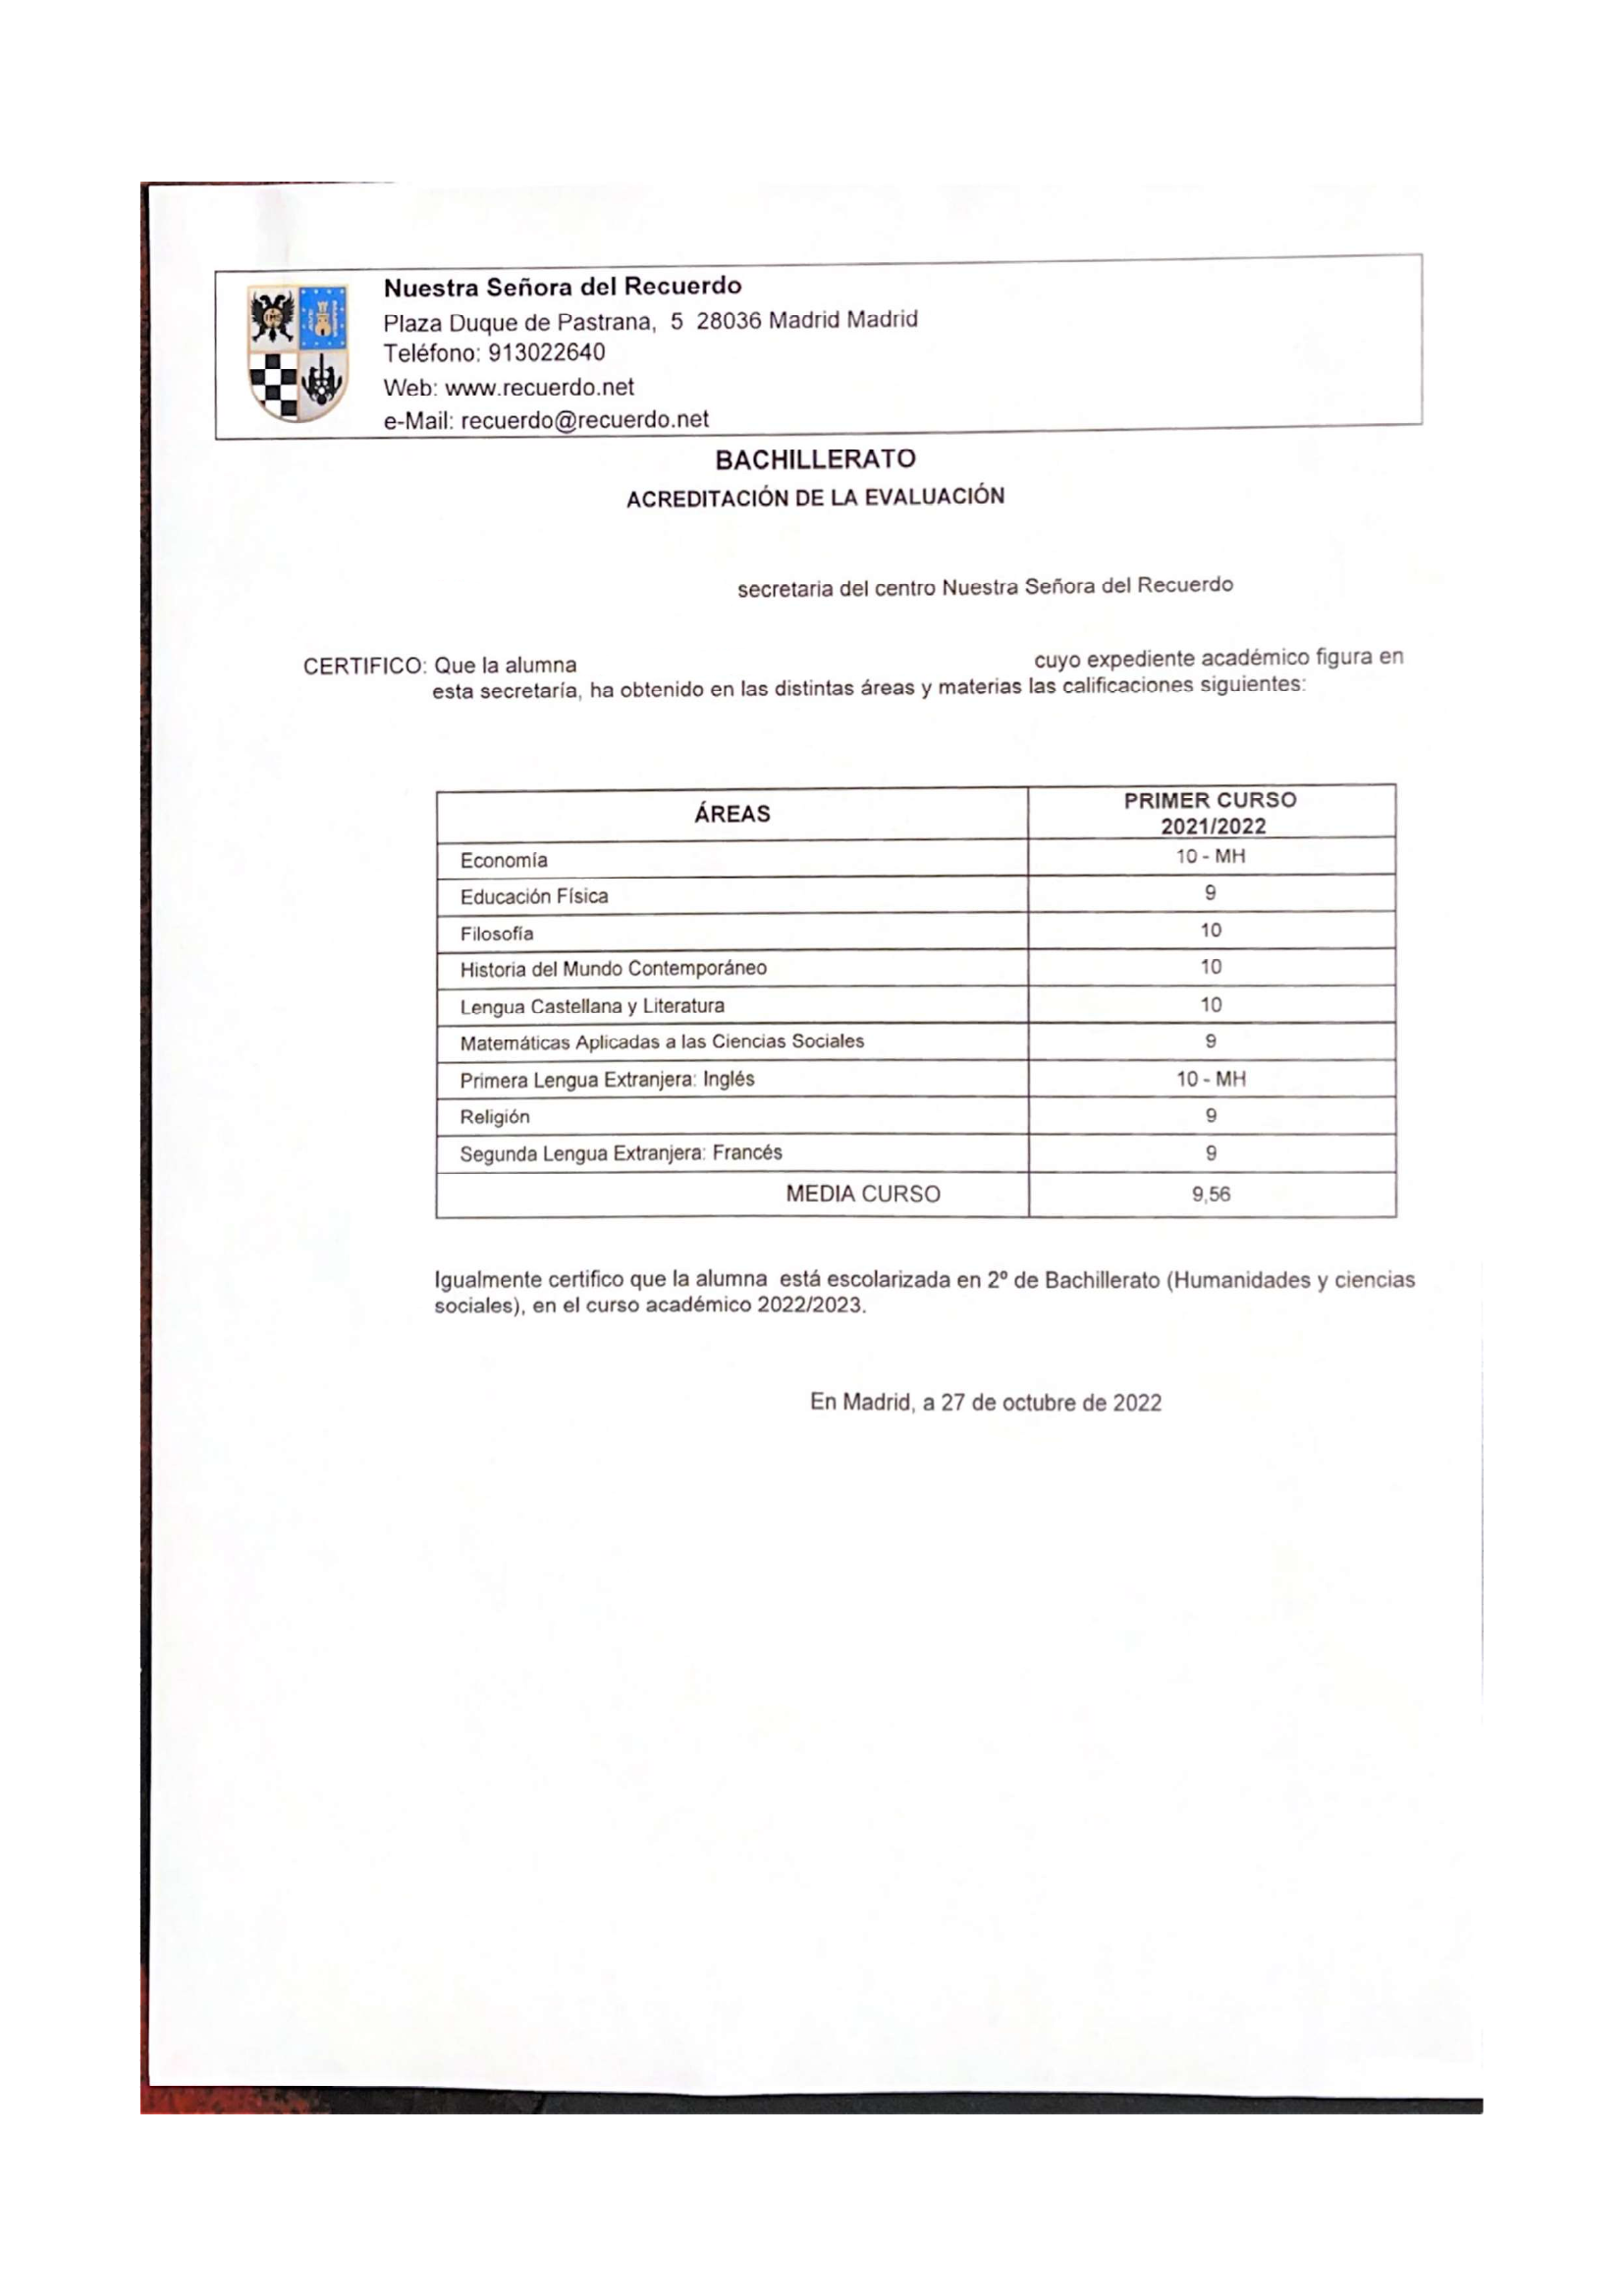 Nuestra Señora del Recuerdo
Plaza Duque de Pastrana, 5 28036 Madrid Madrid
Teléfono: 913022640
Web: www.recuerdo.net
e-Mail: recuerdo@recuerdo.net
BACHILLERATO
ACREDITACIÓN DE LA EVALUACIÓN
secretaria del centro Nuestra Señora del Recuerdo
CERTIFICO: Que la alumna cuyo expediente académico figura en
esta secretaría, ha obtenido en las distintas áreas y materias las calificaciones siguientes:
ÁREAS PRIMER CURSO
2021/2022
Economía 10 - MH
Educación Física 9
Filosofía 10
Historia del Mundo Contemporáneo 10
Lengua Castellana y Literatura 10
Matemáticas Aplicadas a las Ciencias Sociales 9
Primera Lengua Extranjera: Inglés 10 - MH
Religión 9
Segunda Lengua Extranjera: Francés 9
MEDIA CURSO 9,56
Igualmente certifico que la alumna está escolarizada en 2º de Bachillerato (Humanidades y ciencias
sociales), en el curso académico 2022/2023.
En Madrid, a 27 de octubre de 2022